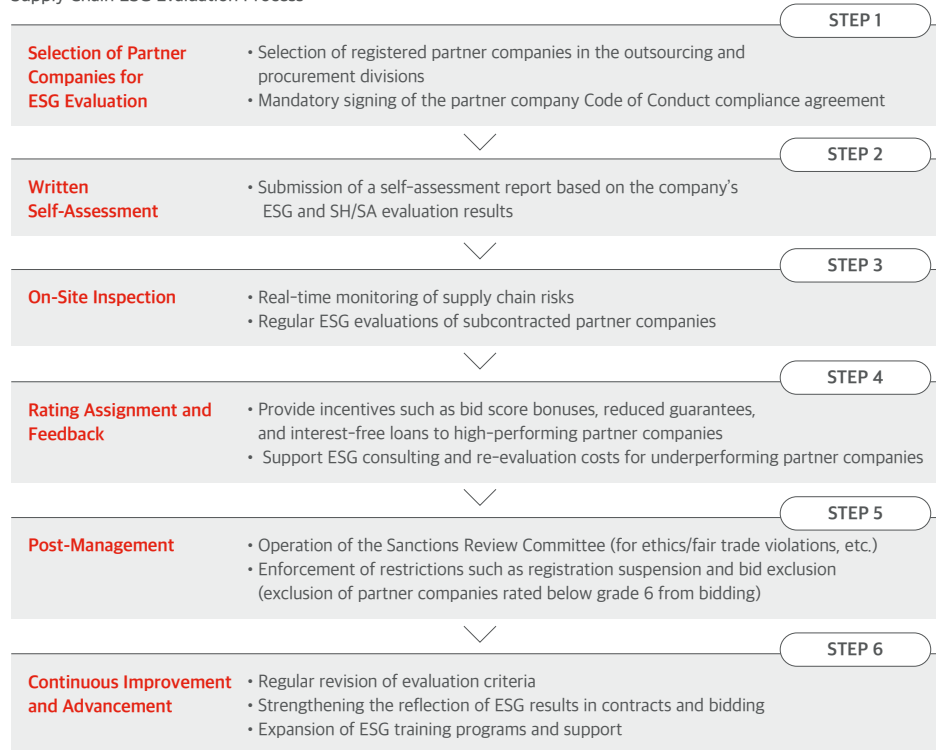 Supply Chain ESG Evaluation Process
STEP 1
Selection of Partner
Companies for
ESG Evaluation
• Selection of registered partner companies in the outsourcing and
procurement divisions
• Mandatory signing of the partner company Code of Conduct compliance agreement
STEP 2
Written
Self-Assessment
• Submission of a self-assessment report based on the company's
ESG and SH/SA evaluation results
STEP 3
On-Site Inspection
• Real-time monitoring of supply chain risks
• Regular ESG evaluations of subcontracted partner companies
STEP 4
Rating Assignment and
Feedback
• Provide incentives such as bid score bonuses, reduced guarantees,
and interest-free loans to high-performing partner companies
• Support ESG consulting and re-evaluation costs for underperforming partner companies
STEP 5
Post-Management
• Operation of the Sanctions Review Committee (for ethics/fair trade violations, etc.)
• Enforcement of restrictions such as registration suspension and bid exclusion
(exclusion of partner companies rated below grade 6 from bidding)
STEP 6
Continuous Improvement
and Advancement
• Regular revision of evaluation criteria
• Strengthening the reflection of ESG results in contracts and bidding
• Expansion of ESG training programs and support